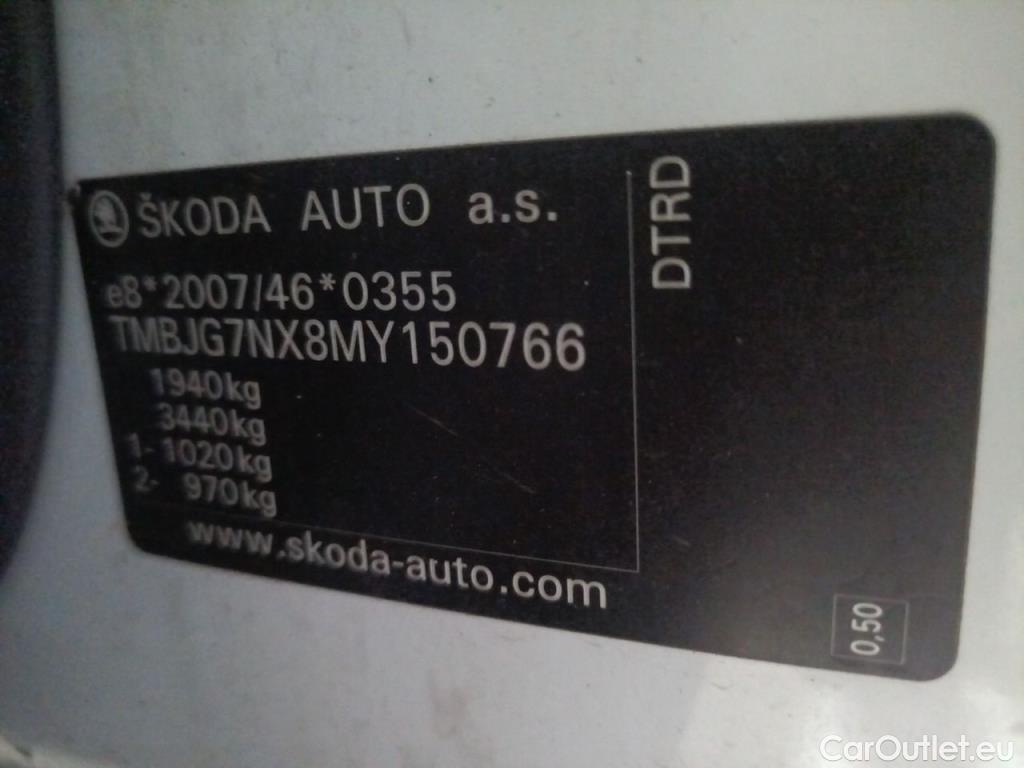 ŠKODA AUTO a.s.
e8*2007/46*0355
TMBJG7NX8MY150766
1940kg
3440kg
1- 1020kg
2- 970kg
www.skoda-auto.com
DTRD
0,50
CarOutlet.eu